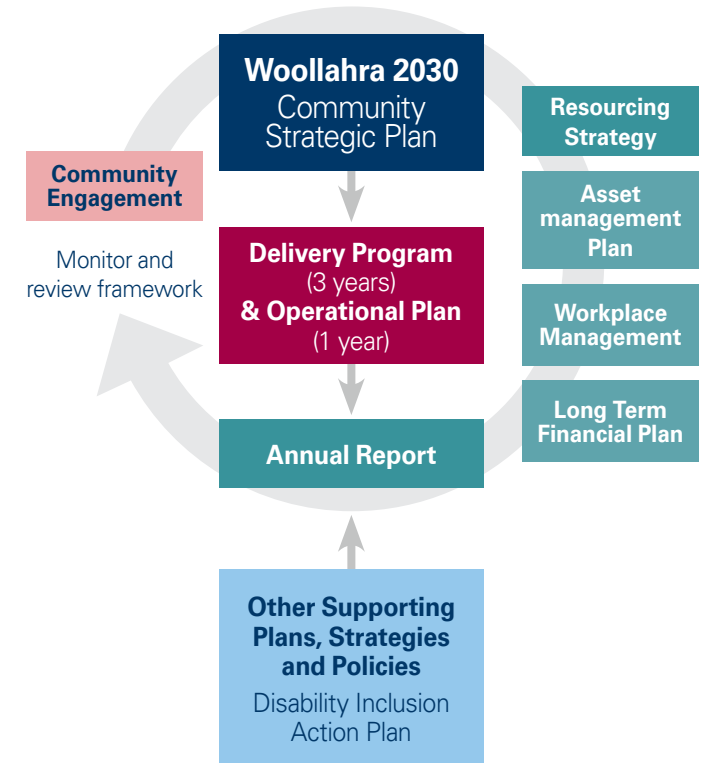 Woollahra 2030
Community
Strategic Plan
Resourcing
Strategy
Community
Engagement
Asset
management
Plan
Monitor and
review framework
Delivery Program
(3 years)
& Operational Plan
(1 year)
Workplace
Management
Long Term
Financial Plan
Annual Report
Other Supporting
Plans, Strategies
and Policies
Disability Inclusion
Action Plan